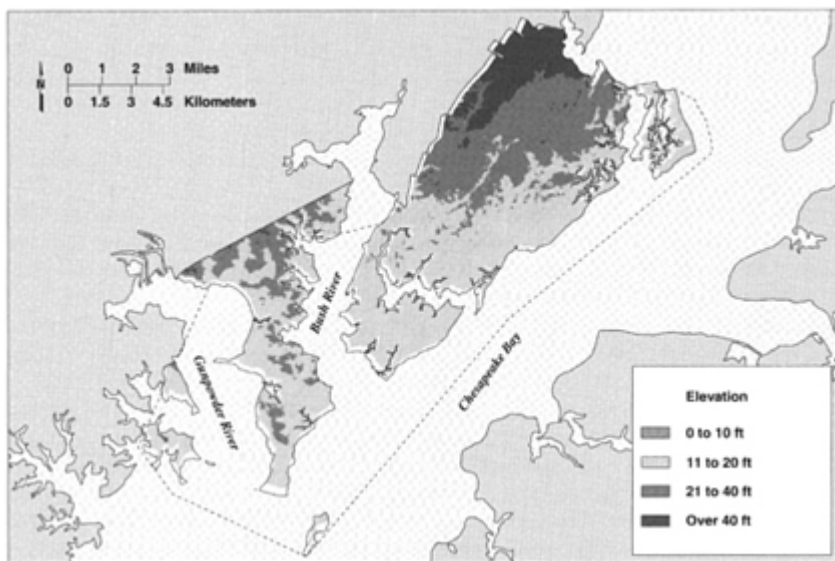 0 1 2 3 Miles
N
0 1.5 3 4.5 Kilometers
Bush River
Gunpowder River
Chesapeake Bay
Elevation
0 to 10 ft
11 to 20 ft
21 to 40 ft
Over 40 ft